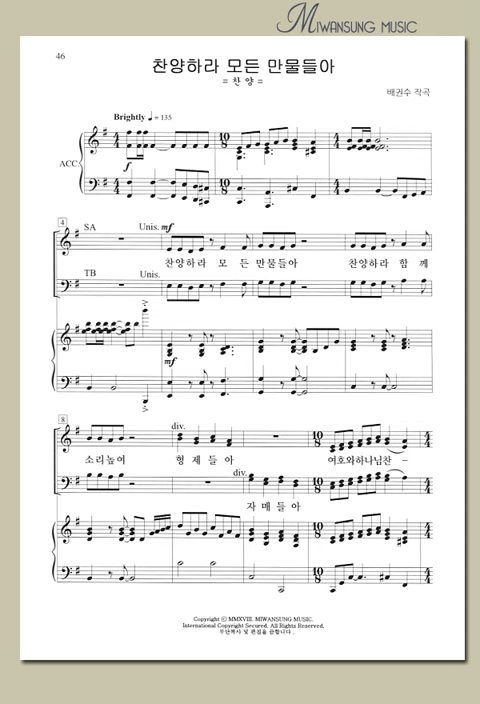 MIWANSUNG MUSIC
46
찬양하라 모든 만물들아
= 찬 양 =
배권수 작곡
Brightly ♩ = 135
ACC.
f
4
SA
Unis. mf
찬양하라 모 든 만물들아 찬양하라 함 께
TB
Unis.
mf
8
div.
소리높여 형 제 들 아 여호와하나님찬 -
div.
자 매 들 아
Copyright ⓒ MMXVIII. MIWANSUNG MUSIC.
International Copyright Secured. All Rights Reserved.
무단복사 및 편집을 금합니다.